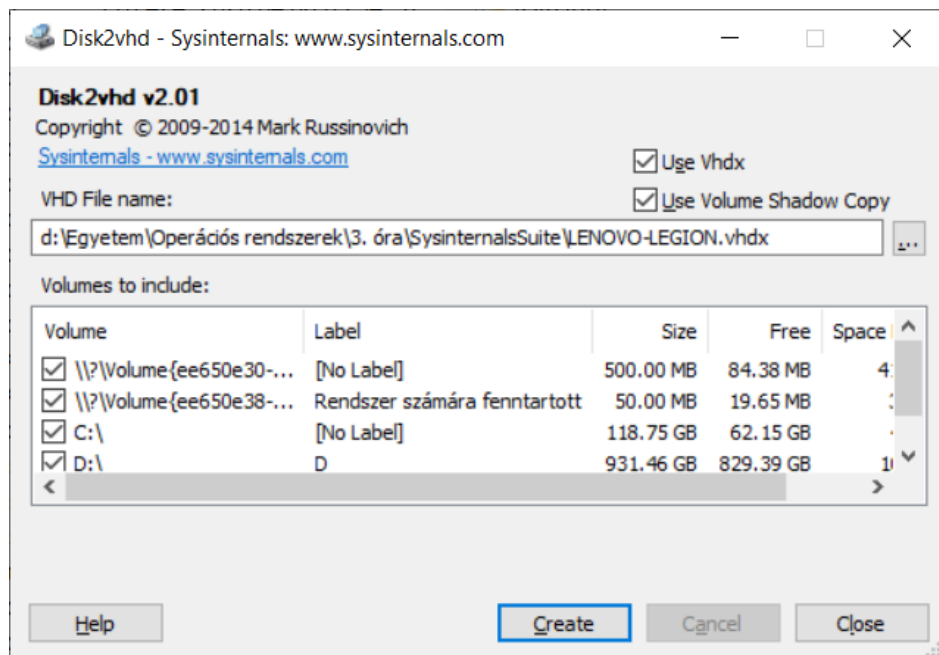 Disk2vhd - Sysinternals: www.sysinternals.com
Disk2vhd v2.01
Copyright © 2009-2014 Mark Russinovich
Sysinternals - www.sysinternals.com
Use Vhdx
VHD File name:
Use Volume Shadow Copy
d:\Egyetem\Operációs rendszerek\3. óra\SysinternalsSuite\LENOVO-LEGION.vhdx
...
Volumes to include:
Volume Label Size Free Space
\\?\Volume{ee650e30-... [No Label] 500.00 MB 84.38 MB
\\?\Volume{ee650e38-... Rendszer számára fenntartott 50.00 MB 19.65 MB
C:\ [No Label] 118.75 GB 62.15 GB
D:\ D 931.46 GB 829.39 GB
Help Create Cancel Close